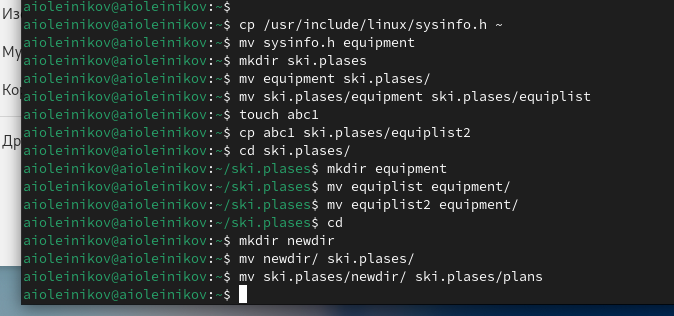 Из
Му
Кор
Др
aioleinikov@aioleinikov:~$
aioleinikov@aioleinikov:~$ cp /usr/include/linux/sysinfo.h ~
aioleinikov@aioleinikov:~$ mv sysinfo.h equipment
aioleinikov@aioleinikov:~$ mkdir ski.plases
aioleinikov@aioleinikov:~$ mv equipment ski.plases/
aioleinikov@aioleinikov:~$ mv ski.plases/equipment ski.plases/equiplist
aioleinikov@aioleinikov:~$ touch abc1
aioleinikov@aioleinikov:~$ cp abc1 ski.plases/equiplist2
aioleinikov@aioleinikov:~$ cd ski.plases/
aioleinikov@aioleinikov:~/ski.plases$ mkdir equipment
aioleinikov@aioleinikov:~/ski.plases$ mv equiplist equipment/
aioleinikov@aioleinikov:~/ski.plases$ mv equiplist2 equipment/
aioleinikov@aioleinikov:~/ski.plases$ cd
aioleinikov@aioleinikov:~$ mkdir newdir
aioleinikov@aioleinikov:~$ mv newdir/ ski.plases/
aioleinikov@aioleinikov:~$ mv ski.plases/newdir/ ski.plases/plans
aioleinikov@aioleinikov:~$